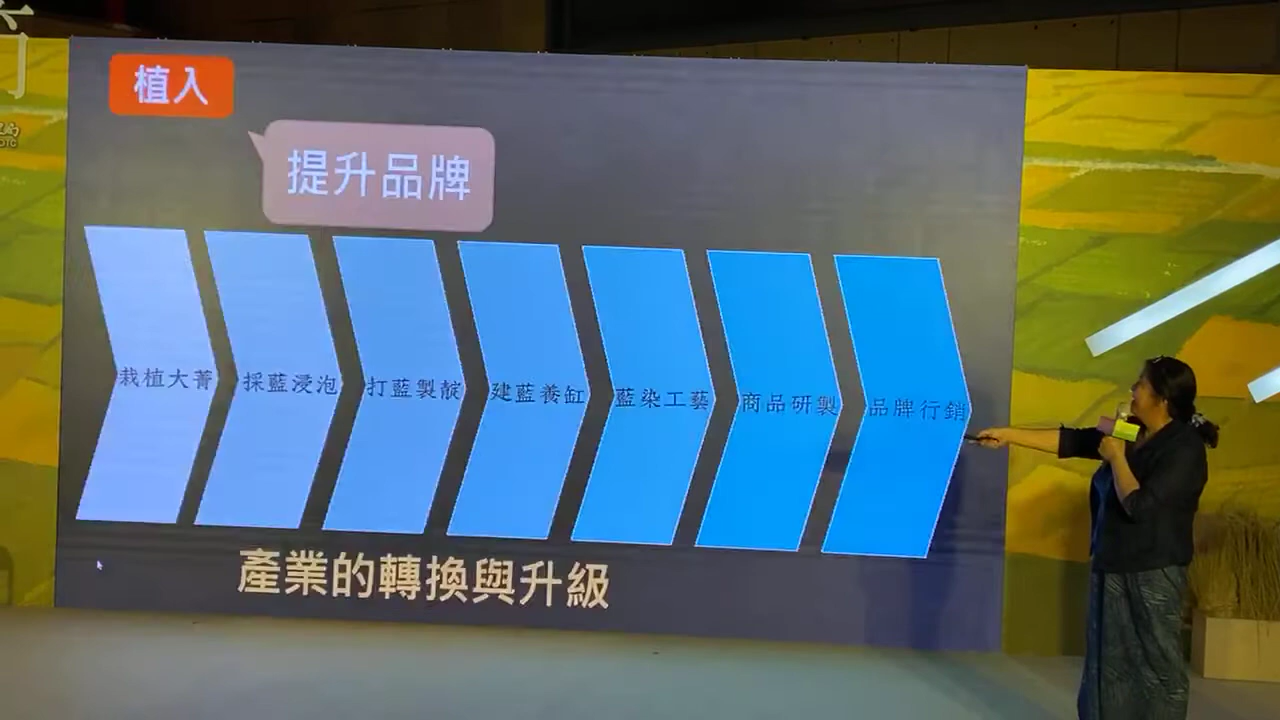 植入
提升品牌
栽植大菁
採藍浸泡
打藍製靛
建藍養缸
藍染工藝
商品研製
品牌行銷
產業的轉換與升級